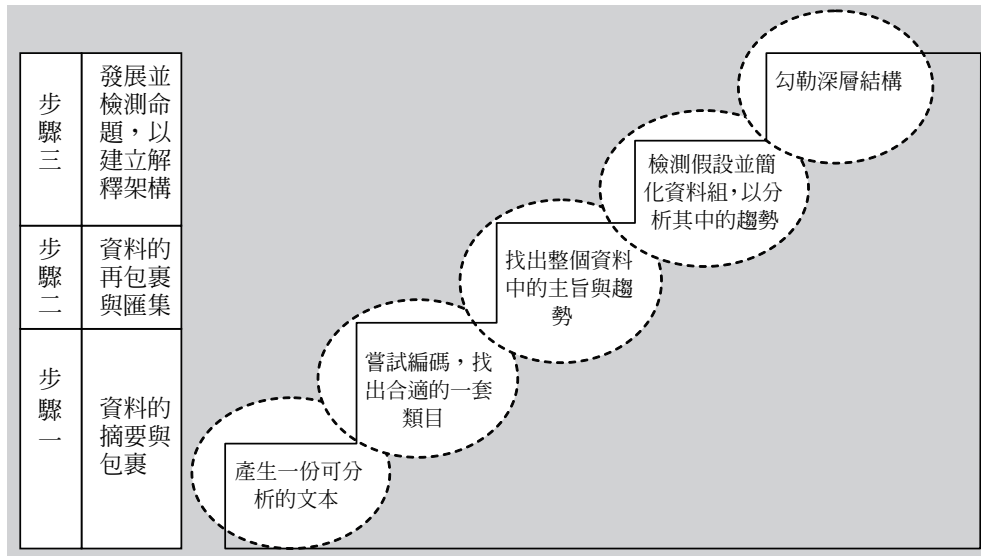 步驟三
發展並
檢測命
題，以
建立解
釋架構
步驟二
資料的
再包裹
與匯集
步驟一
資料的
摘要與
包裹
勾勒深層結構
檢測假設並簡
化資料組，以分
析其中的趨勢
找出整個資料
中的主旨與趨
勢
嘗試編碼，找
出合適的一套
類目
產生一份可分
析的文本